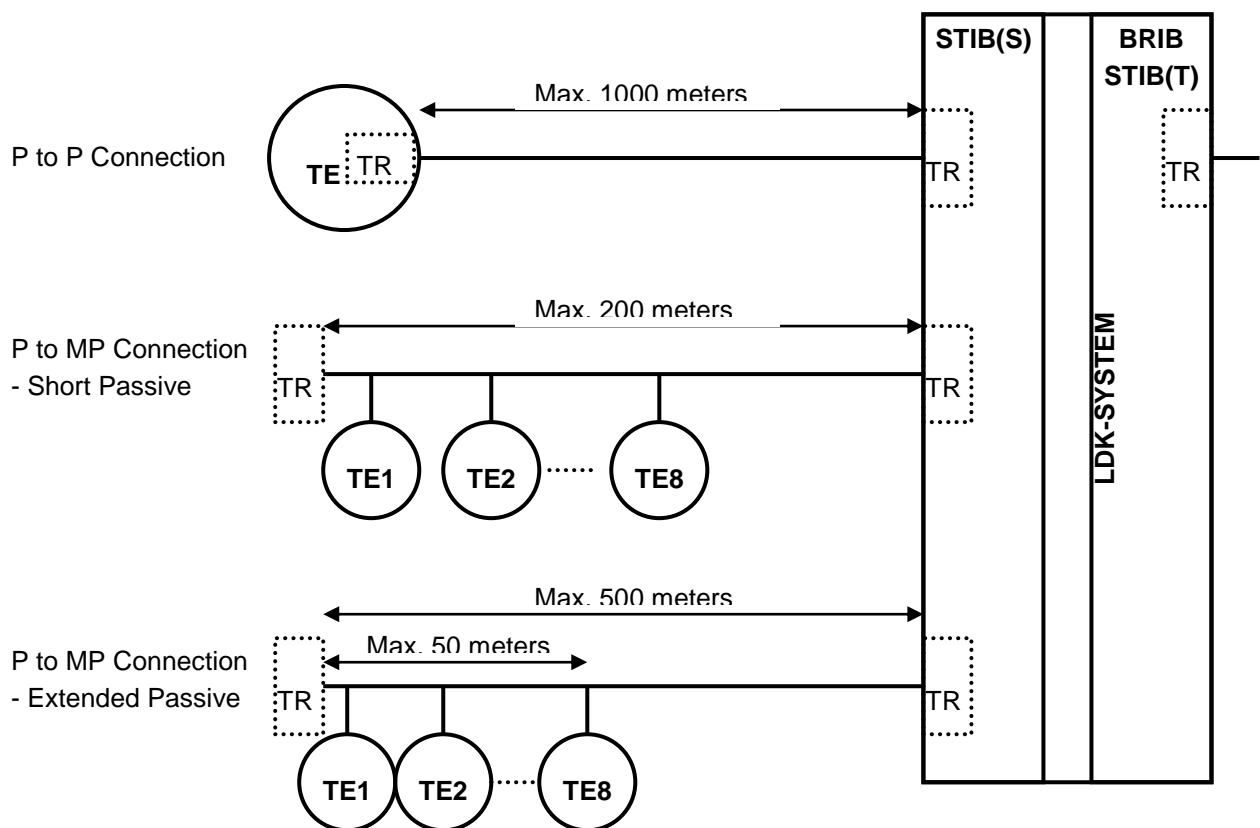 STIB(S)
BRIB
STIB(T)
Max. 1000 meters
P to P Connection
TE
TR
TR
TR
Max. 200 meters
P to MP Connection
- Short Passive
TR
TR
TE1
TE2
TE8
LDK-SYSTEM
Max. 500 meters
Max. 50 meters
P to MP Connection
- Extended Passive
TR
TR
TE1
TE2
TE8